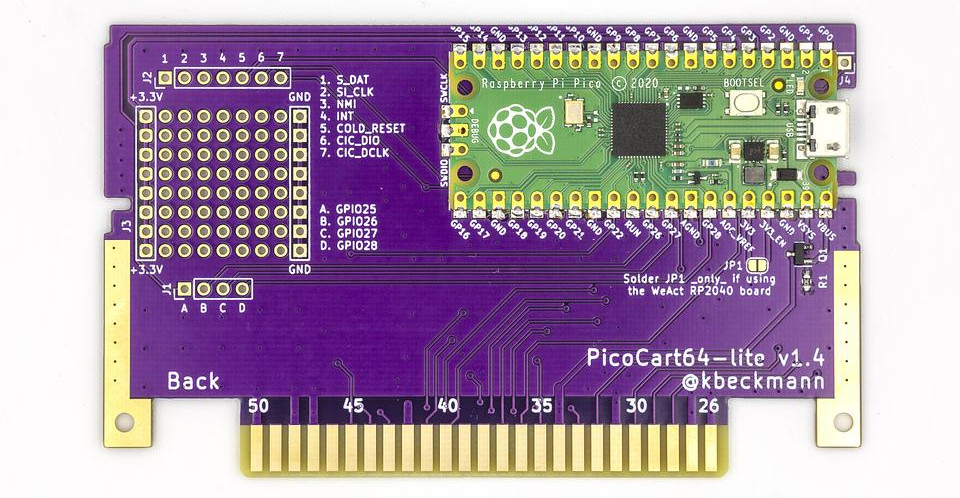 GP15 GP14 GND GP13 GP12 GP11 GP10 GND GP9 GP8 GP7 GP6 GND GP5 GP4 GP3 GP2 GND GP1 GP0
1 2 3 4 5 6 7
J2
J4
+3.3V GND
1. S_DAT
2. SI_CLK
3. NMI
4. INT
5. COLD_RESET
6. CIC_DIO
7. CIC_DCLK
SWCLK
DEBUG
SWDIO
Raspberry Pi Pico © 2020
BOOTSEL
LED
USB
2
39
A. GPIO25
B. GPIO26
C. GPIO27
D. GPIO28
J3
+3.3V GND
GP16 GP17 GND GP18 GP19 GP20 GP21 GND GP22 RUN GP26 GP27 GND GP28 ADC_VREF 3V3 3V3_EN GND VSYS VBUS
J1
A B C D
JP1
Q1
R1
Solder JP1 _only_ if using
the WeAct RP2040 board
PicoCart64-lite v1.4
@kbeckmann
Back
50 45 40 35 30 26